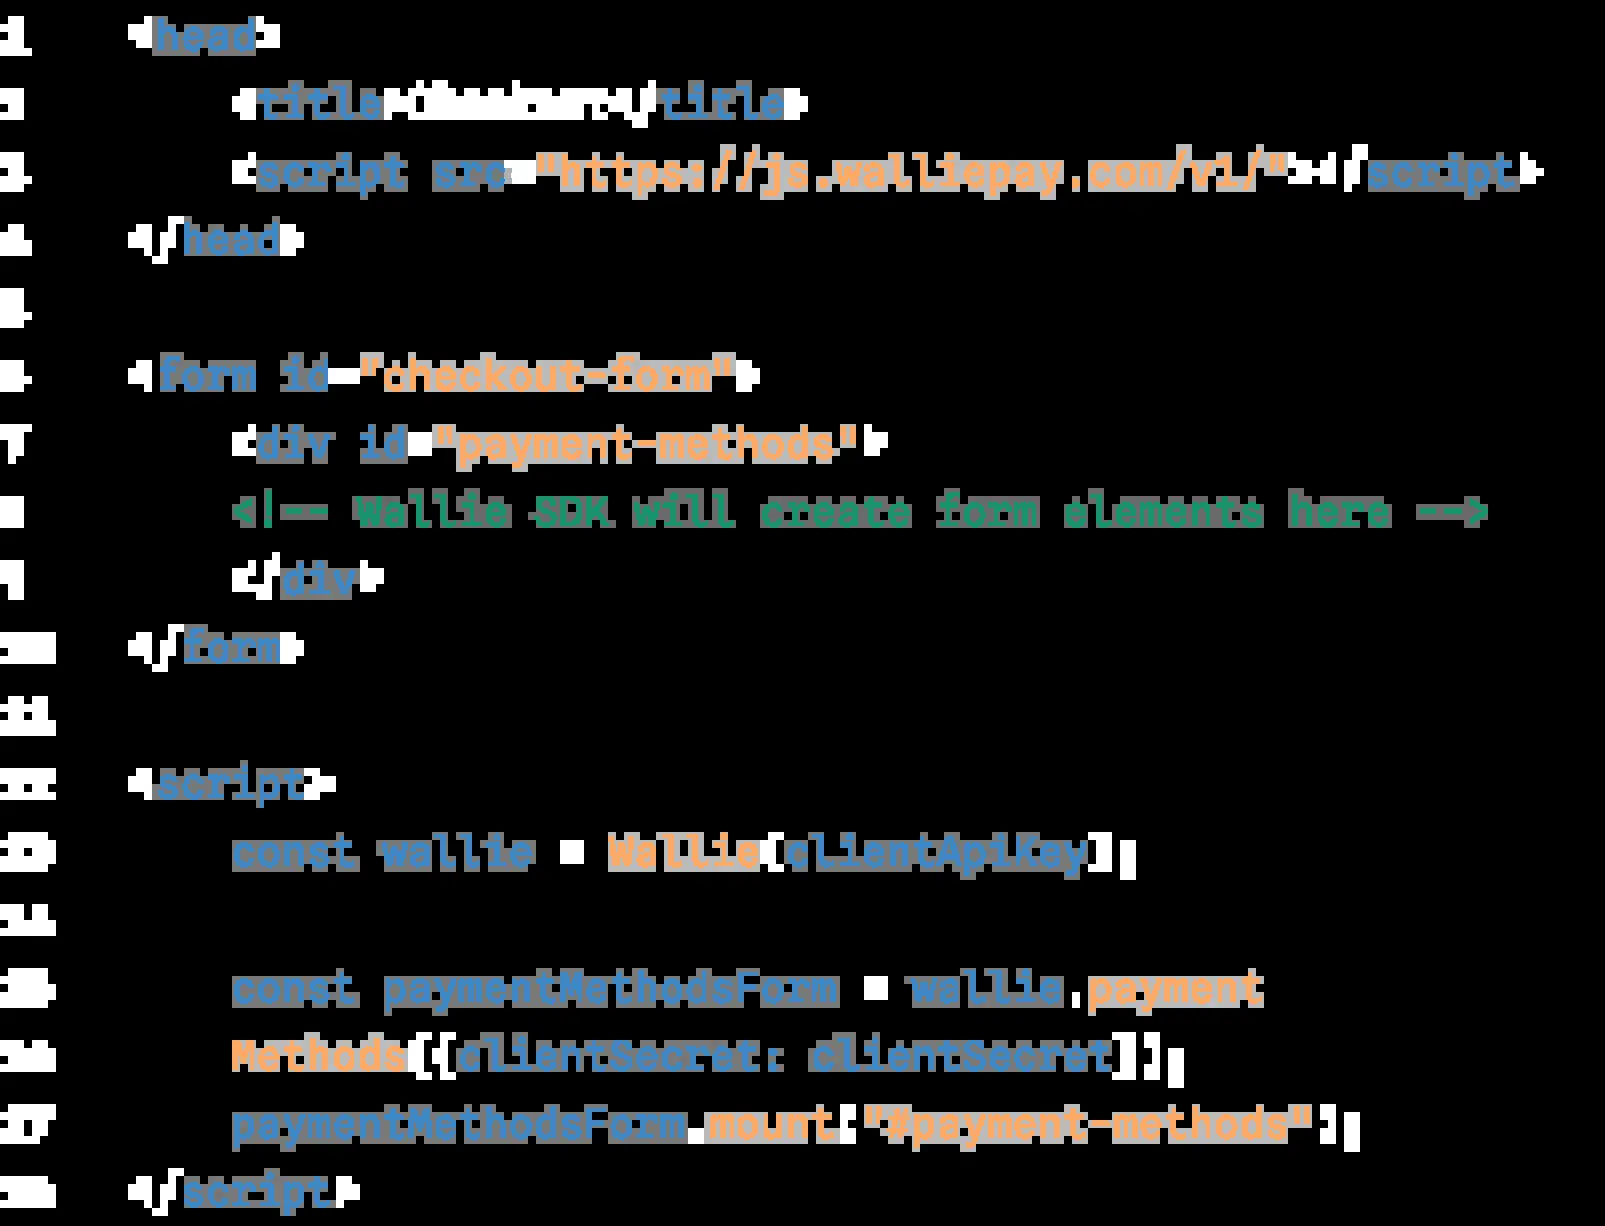 1 <head>
2 <title>Checkout</title>
3 <script src="https://js.walliepay.com/v1/"></script>
4 </head>
5
6 <form id="checkout-form">
7 <div id="payment-methods">
8 <!-- Wallie SDK will create form elements here -->
9 </div>
10 </form>
11
12 <script>
13 const wallie = Wallie(clientApiKey);
14
15 const paymentMethodsForm = wallie.payment
16 Methods({clientSecret: clientSecret});
17 paymentMethodsForm.mount("#payment-methods");
18 </script>